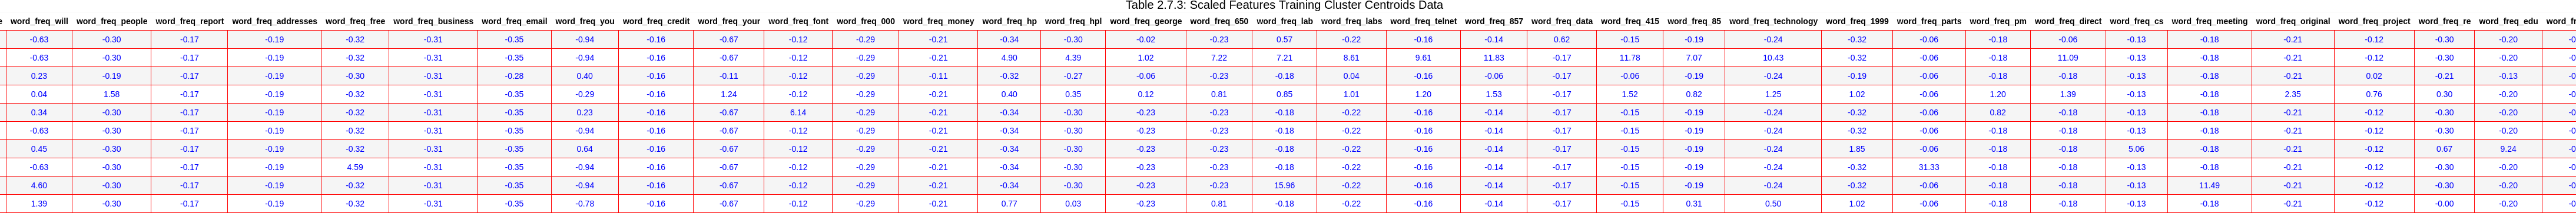 Table 2.7.3: Scaled Features Training Cluster Centroids Data
word_freq_will word_freq_people word_freq_report word_freq_addresses word_freq_free word_freq_business word_freq_email word_freq_you word_freq_credit word_freq_your word_freq_font word_freq_000 word_freq_money word_freq_hp word_freq_hpl word_freq_george word_freq_650 word_freq_lab word_freq_labs word_freq_telnet word_freq_857 word_freq_data word_freq_415 word_freq_85 word_freq_technology word_freq_1999 word_freq_parts word_freq_pm word_freq_direct word_freq_cs word_freq_meeting word_freq_original word_freq_project word_freq_re word_freq_edu word_fr
-0.63 -0.30 -0.17 -0.19 -0.32 -0.31 -0.35 -0.94 -0.16 -0.67 -0.12 -0.29 -0.21 -0.34 -0.30 -0.02 -0.23 0.57 -0.22 -0.16 -0.14 0.62 -0.15 -0.19 -0.24 -0.32 -0.06 -0.18 -0.06 -0.13 -0.18 -0.21 -0.12 -0.30 -0.20 -0
-0.63 -0.30 -0.17 -0.19 -0.32 -0.31 -0.35 -0.94 -0.16 -0.67 -0.12 -0.29 -0.21 4.90 4.39 1.02 7.22 7.21 8.61 9.61 11.83 -0.17 11.78 7.07 10.43 -0.32 -0.06 -0.18 11.09 -0.13 -0.18 -0.21 -0.12 -0.30 -0.20 -0
0.23 -0.19 -0.17 -0.19 -0.30 -0.31 -0.28 0.40 -0.16 -0.11 -0.12 -0.29 -0.11 -0.32 -0.27 -0.06 -0.23 -0.18 0.04 -0.16 -0.06 -0.17 -0.06 -0.19 -0.24 -0.19 -0.06 -0.18 -0.18 -0.13 -0.18 -0.21 0.02 -0.21 -0.13 -0
0.04 1.58 -0.17 -0.19 -0.32 -0.31 -0.35 -0.29 -0.16 1.24 -0.12 -0.29 -0.21 0.40 0.35 0.12 0.81 0.85 1.01 1.20 1.53 -0.17 1.52 0.82 1.25 1.02 -0.06 1.20 1.39 -0.13 -0.18 2.35 0.76 0.30 -0.20 -0
0.34 -0.30 -0.17 -0.19 -0.32 -0.31 -0.35 0.23 -0.16 -0.67 6.14 -0.29 -0.21 -0.34 -0.30 -0.23 -0.23 -0.18 -0.22 -0.16 -0.14 -0.17 -0.15 -0.19 -0.24 -0.32 -0.06 0.82 -0.18 -0.13 -0.18 -0.21 -0.12 -0.30 -0.20 -0
-0.63 -0.30 -0.17 -0.19 -0.32 -0.31 -0.35 -0.94 -0.16 -0.67 -0.12 -0.29 -0.21 -0.34 -0.30 -0.23 -0.23 -0.18 -0.22 -0.16 -0.14 -0.17 -0.15 -0.19 -0.24 -0.32 -0.06 -0.18 -0.18 -0.13 -0.18 -0.21 -0.12 -0.30 -0.20 -0
0.45 -0.30 -0.17 -0.19 -0.32 -0.31 -0.35 0.64 -0.16 -0.67 -0.12 -0.29 -0.21 -0.34 -0.30 -0.23 -0.23 -0.18 -0.22 -0.16 -0.14 -0.17 -0.15 -0.19 -0.24 1.85 -0.06 -0.18 -0.18 5.06 -0.18 -0.21 -0.12 0.67 9.24 -0
-0.63 -0.30 -0.17 -0.19 4.59 -0.31 -0.35 -0.94 -0.16 -0.67 -0.12 -0.29 -0.21 -0.34 -0.30 -0.23 -0.23 -0.18 -0.22 -0.16 -0.14 -0.17 -0.15 -0.19 -0.24 -0.32 31.33 -0.18 -0.18 -0.13 -0.18 -0.21 -0.12 -0.30 -0.20 -0
4.60 -0.30 -0.17 -0.19 -0.32 -0.31 -0.35 -0.94 -0.16 -0.67 -0.12 -0.29 -0.21 -0.34 -0.30 -0.23 -0.23 15.96 -0.22 -0.16 -0.14 -0.17 -0.15 -0.19 -0.24 -0.32 -0.06 -0.18 -0.18 -0.13 11.49 -0.21 -0.12 -0.30 -0.20 -0
1.39 -0.30 -0.17 -0.19 -0.32 -0.31 -0.35 -0.78 -0.16 -0.67 -0.12 -0.29 -0.21 0.77 0.03 -0.23 0.81 -0.18 -0.22 -0.16 -0.14 -0.17 -0.15 0.31 0.50 1.02 -0.06 -0.18 -0.18 -0.13 -0.18 -0.21 -0.12 -0.00 -0.20 -0